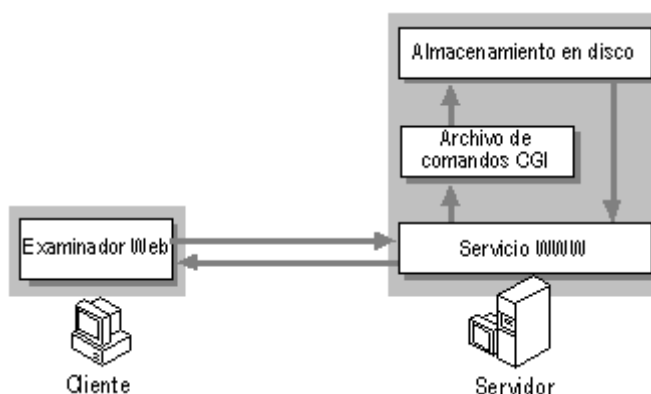 Almacenamiento en disco
Archivo de
comandos CGI
Examinador Web
Servicio WWW
Cliente
Servidor